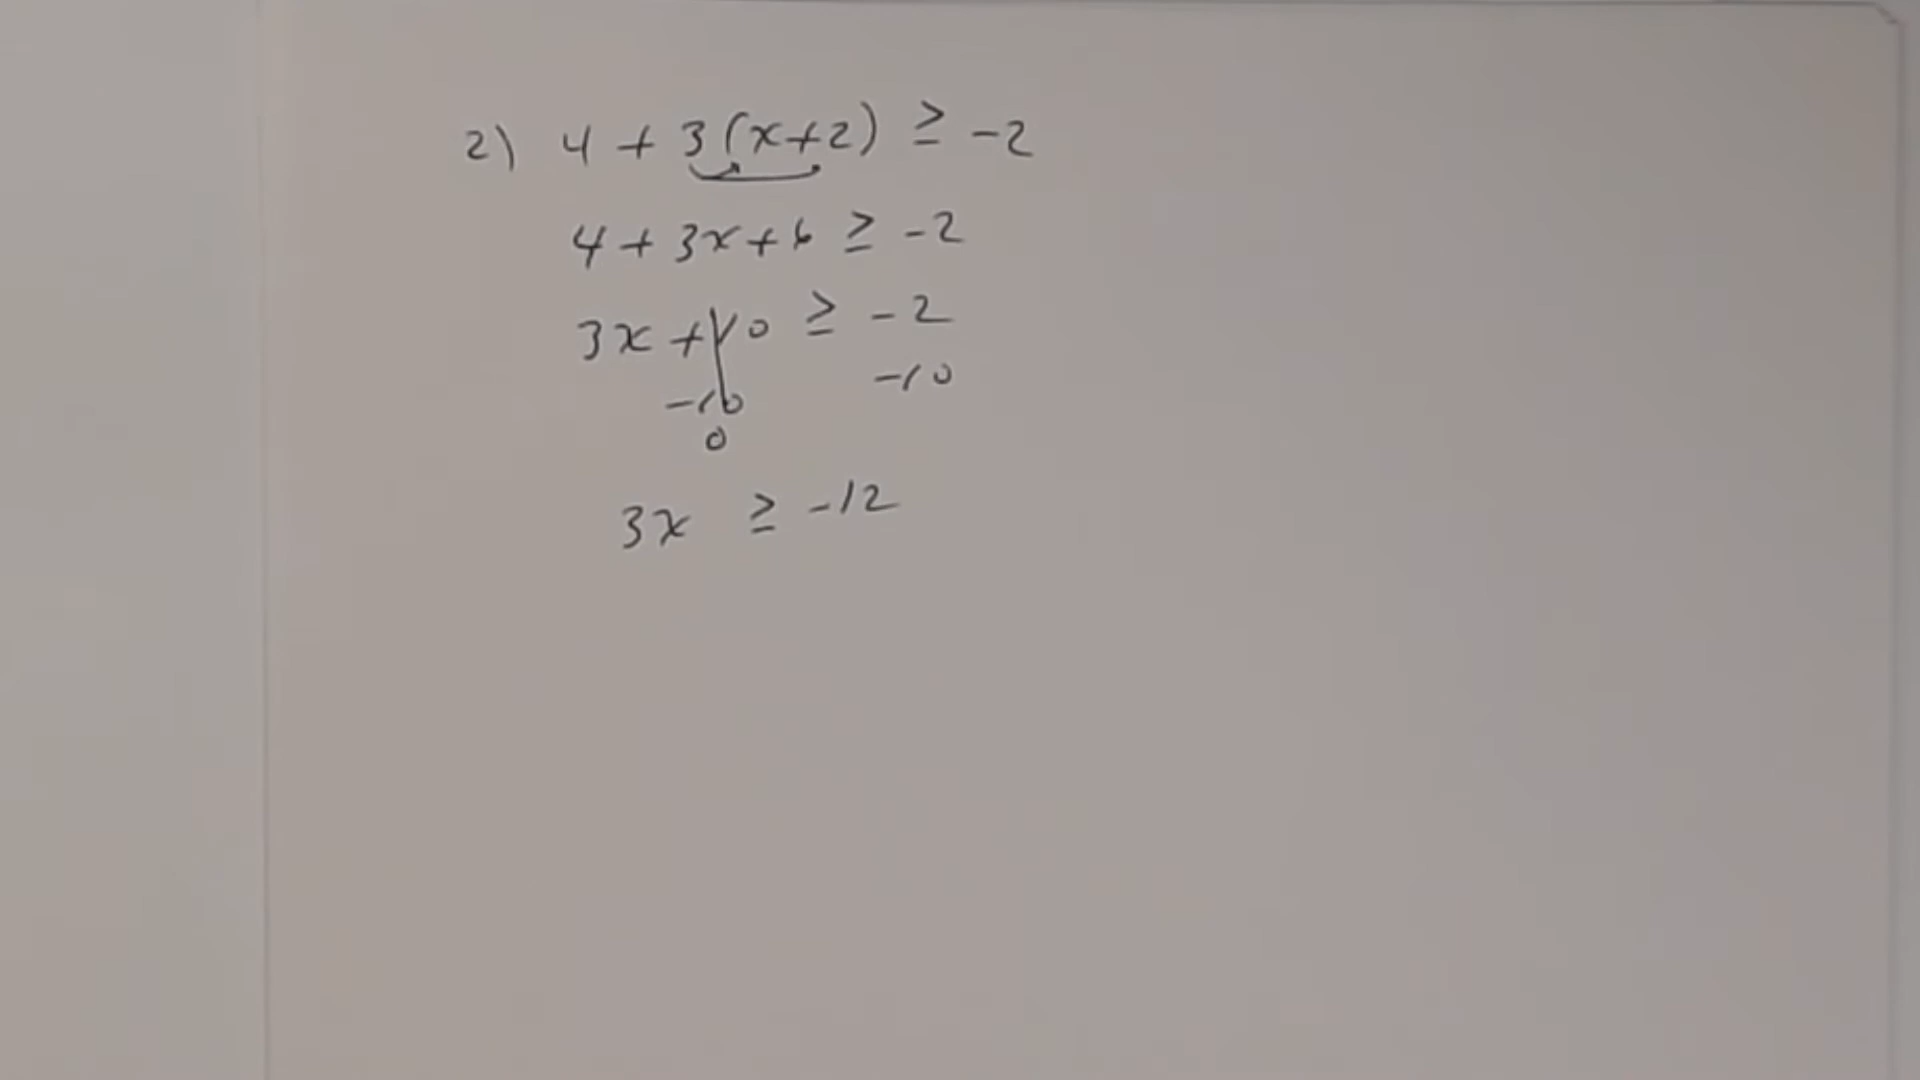 2) 4 + 3(x+2) ≥ -2
4 + 3x + 6 ≥ -2
3x + 10 ≥ -2
-10 -10
0
3x ≥ -12